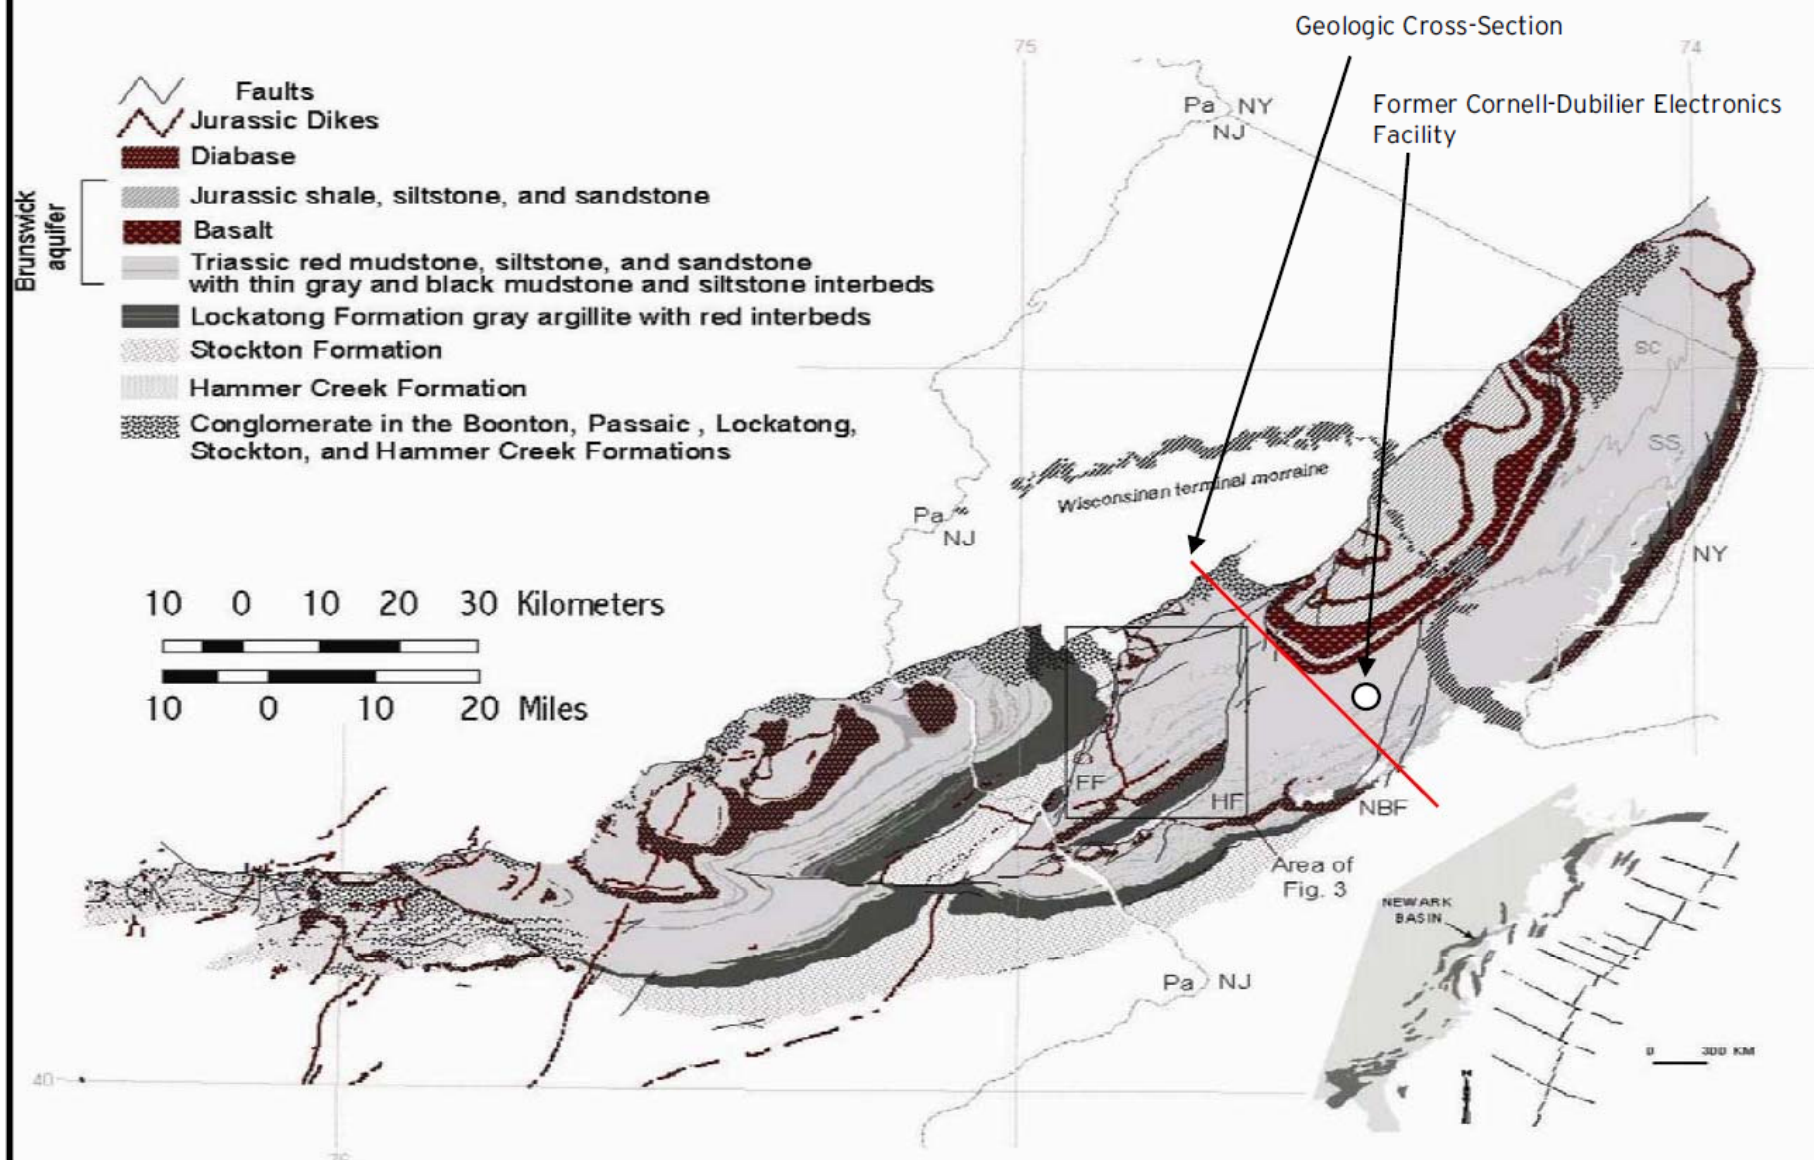 Geologic Cross-Section
75
74
Former Cornell-Dubilier Electronics
Facility
Pa NY
NJ
Faults
Jurassic Dikes
Diabase
Jurassic shale, siltstone, and sandstone
Basalt
Triassic red mudstone, siltstone, and sandstone
with thin gray and black mudstone and siltstone interbeds
Brunswick
aquifer
Lockatong Formation gray argillite with red interbeds
Stockton Formation
Hammer Creek Formation
Conglomerate in the Boonton, Passaic , Lockatong,
Stockton, and Hammer Creek Formations
SC
SS
Wisconsinan terminal morraine
Pa
NJ
NY
10 0 10 20 30 Kilometers
10 0 10 20 Miles
FF
HF
NBF
Area of
Fig. 3
NEWARK
BASIN
Pa NJ
0 300 KM
N
40
76